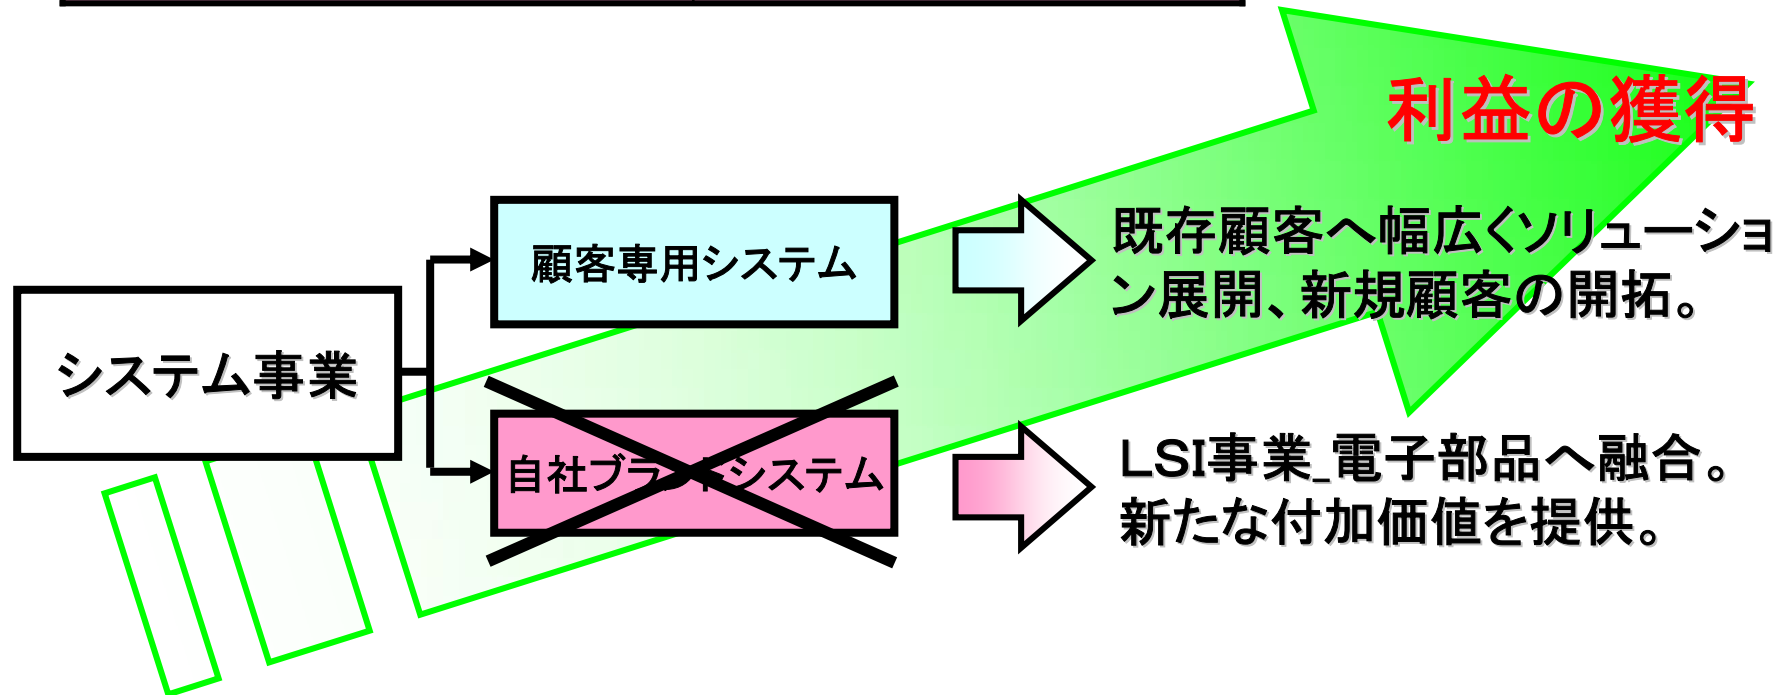 利益の獲得
顧客専用システム
既存顧客へ幅広くソリューショ
ン展開、新規顧客の開拓。
システム事業
自社ブランドシステム
LSI事業_電子部品へ融合。
新たな付加価値を提供。